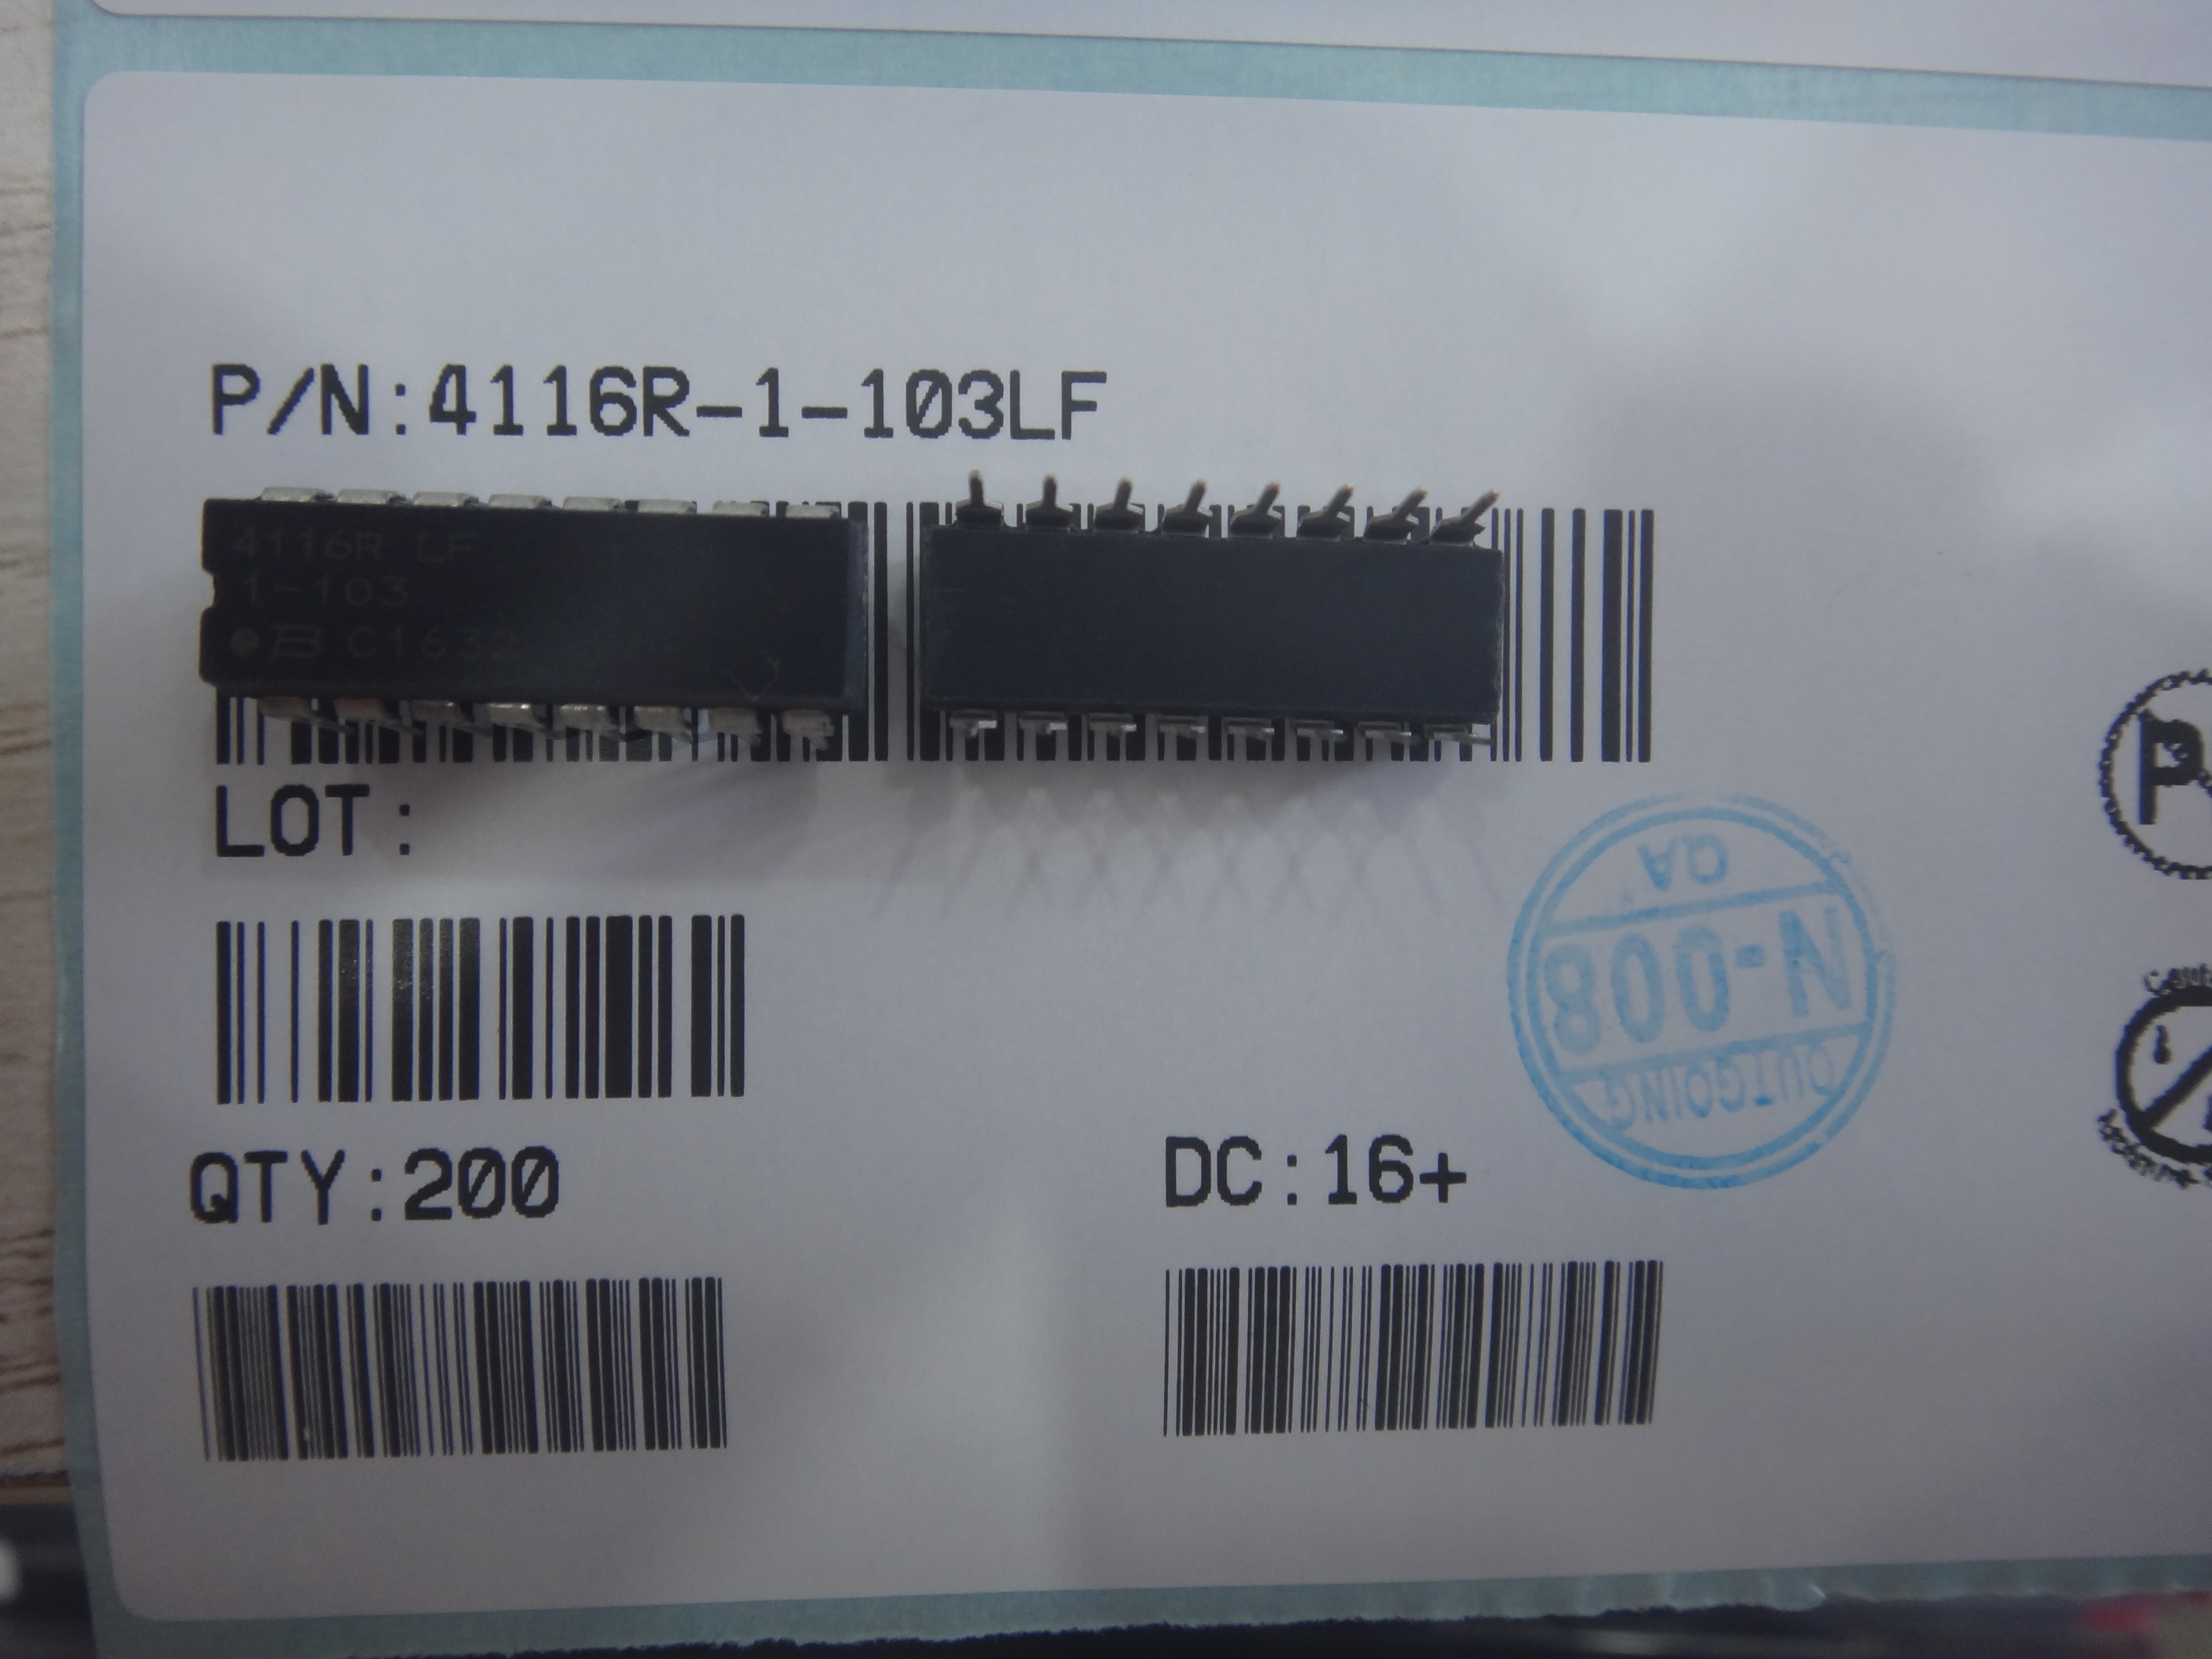 P/N:4116R-1-103LF
4116R LF
1-103
C1632
LOT:
QA
N-008
OUTGOING
QTY:200
DC:16+